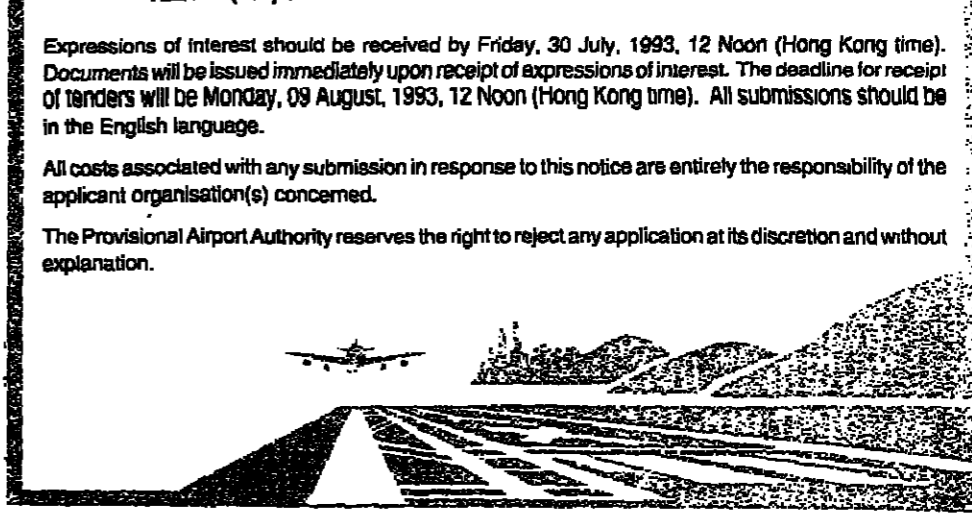 Expressions of interest should be received by Friday, 30 July, 1993, 12 Noon (Hong Kong time).
Documents will be issued immediately upon receipt of expressions of interest. The deadline for receipt
of tenders will be Monday, 09 August, 1993, 12 Noon (Hong Kong time). All submissions should be
in the English language.
All costs associated with any submission in response to this notice are entirely the responsibility of the
applicant organisation(s) concerned.
The Provisional Airport Authority reserves the right to reject any application at its discretion and without
explanation.